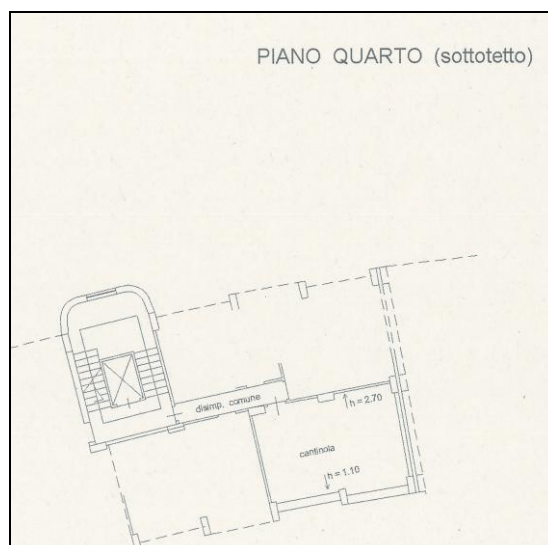 PIANO QUARTO (sottotetto)
disimp. comune
h = 2.70
cantinola
h = 1.10